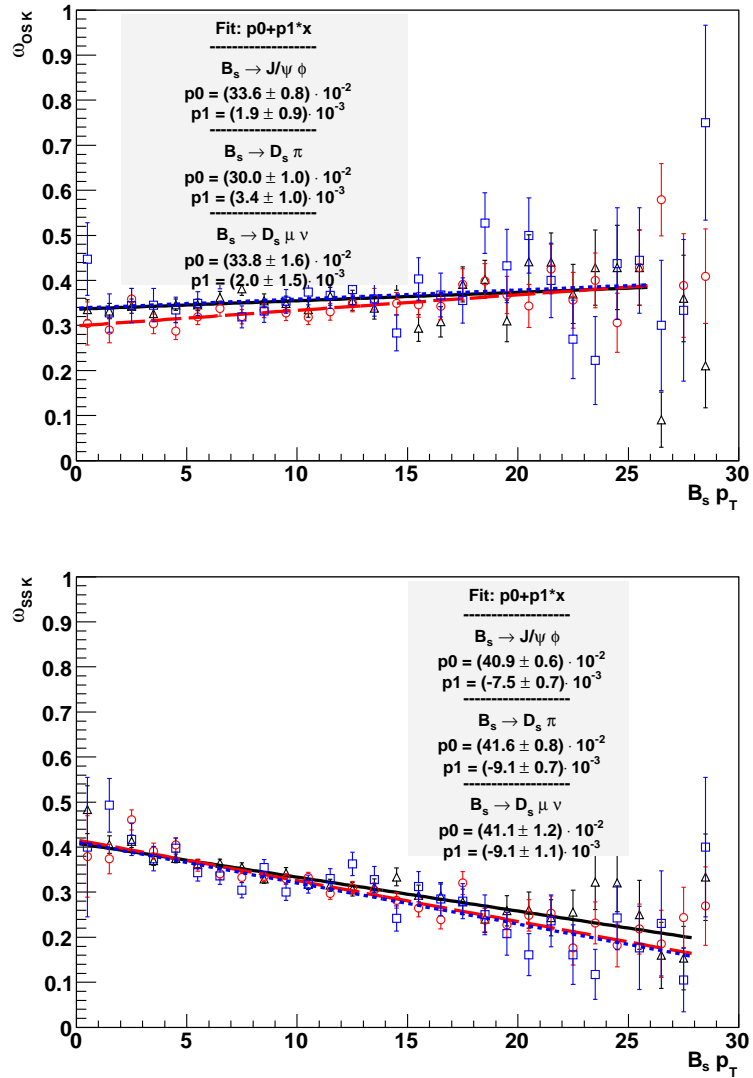 ω_OS K
1
0.9
0.8
0.7
0.6
0.5
0.4
0.3
0.2
0.1
0
Fit: p0+p1*x
--------------------
B_s → J/ψ φ
p0 = (33.6 ± 0.8) · 10^-2
p1 = (1.9 ± 0.9) · 10^-3
--------------------
B_s → D_s π
p0 = (30.0 ± 1.0) · 10^-2
p1 = (3.4 ± 1.0) · 10^-3
--------------------
B_s → D_s μ ν
p0 = (33.8 ± 1.6) · 10^-2
p1 = (2.0 ± 1.5) · 10^-3
0 5 10 15 20 25 30
B_s p_T
ω_SS K
1
0.9
0.8
0.7
0.6
0.5
0.4
0.3
0.2
0.1
0
Fit: p0+p1*x
--------------------
B_s → J/ψ φ
p0 = (40.9 ± 0.6) · 10^-2
p1 = (-7.5 ± 0.7) · 10^-3
--------------------
B_s → D_s π
p0 = (41.6 ± 0.8) · 10^-2
p1 = (-9.1 ± 0.7) · 10^-3
--------------------
B_s → D_s μ ν
p0 = (41.1 ± 1.2) · 10^-2
p1 = (-9.1 ± 1.1) · 10^-3
0 5 10 15 20 25 30
B_s p_T